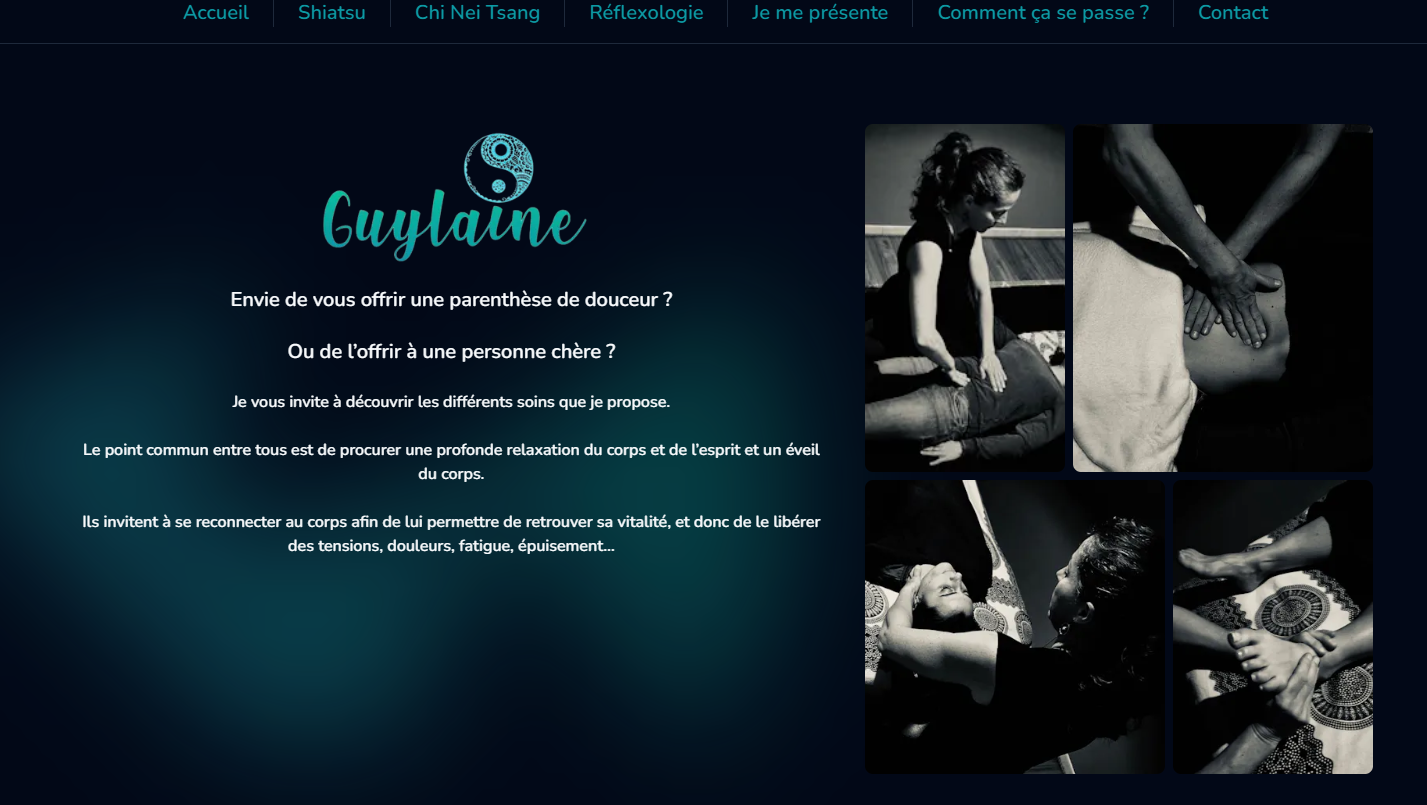 Accueil
Shiatsu
Chi Nei Tsang
Réflexologie
Je me présente
Comment ça se passe ?
Contact
Guylaine
Envie de vous offrir une parenthèse de douceur ?
Ou de l’offrir à une personne chère ?
Je vous invite à découvrir les différents soins que je propose.
Le point commun entre tous est de procurer une profonde relaxation du corps et de l’esprit et un éveil
du corps.
Ils invitent à se reconnecter au corps afin de lui permettre de retrouver sa vitalité, et donc de le libérer
des tensions, douleurs, fatigue, épuisement...